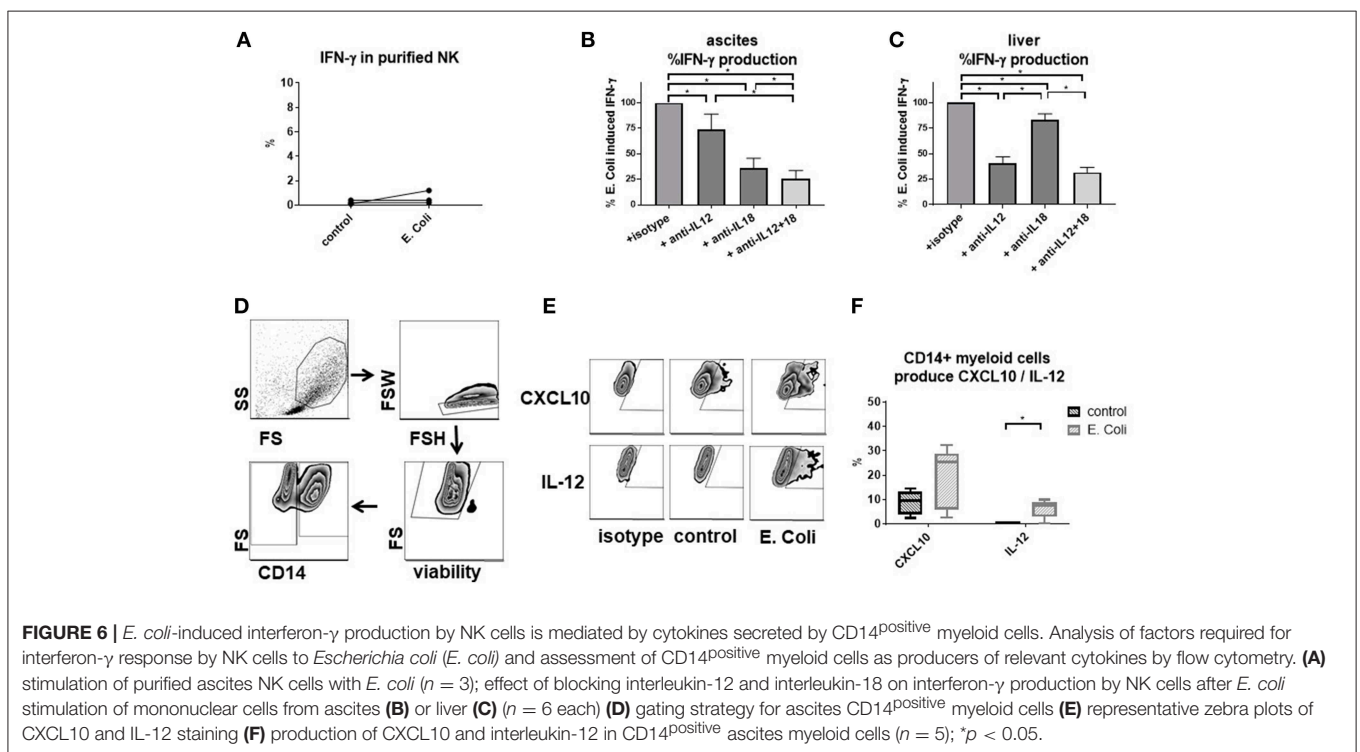 A
IFN-γ in purified NK
10
8
6
4
2
0
%
control
E. Coli
B
ascites
%IFN-γ production
* * *
* *
% E. Coli induced IFN-γ
100
75
50
25
0
+isotype
+ anti-IL12
+ anti-IL18
+ anti-IL12+18
C
liver
%IFN-γ production
*
*
* * *
% E. Coli induced IFN-γ
100
75
50
25
0
+isotype
+ anti-IL12
+ anti-IL18
+ anti-IL12+18
D
SS
FS
FSW
FSH
FS
CD14
FS
viability
E
CXCL10
IL-12
isotype control E. Coli
F
CD14+ myeloid cells
produce CXCL10 / IL-12
50
40
30
20
10
0
%
*
control
E. Coli
CXCL10
IL-12
FIGURE 6 | E. coli-induced interferon-γ production by NK cells is mediated by cytokines secreted by CD14positive myeloid cells. Analysis of factors required for
interferon-γ response by NK cells to Escherichia coli (E. coli) and assessment of CD14positive myeloid cells as producers of relevant cytokines by flow cytometry. (A)
stimulation of purified ascites NK cells with E. coli (n = 3); effect of blocking interleukin-12 and interleukin-18 on interferon-γ production by NK cells after E. coli
stimulation of mononuclear cells from ascites (B) or liver (C) (n = 6 each) (D) gating strategy for ascites CD14positive myeloid cells (E) representative zebra plots of
CXCL10 and IL-12 staining (F) production of CXCL10 and interleukin-12 in CD14positive ascites myeloid cells (n = 5); *p < 0.05.